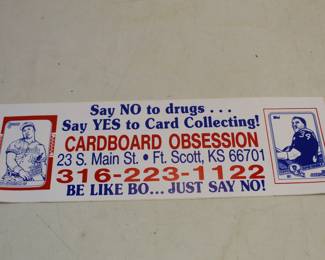 Say NO to drugs . . .
Say YES to Card Collecting!
CARDBOARD OBSESSION
23 S. Main St. • Ft. Scott, KS 66701
316-223-1122
BE LIKE BO... JUST SAY NO!